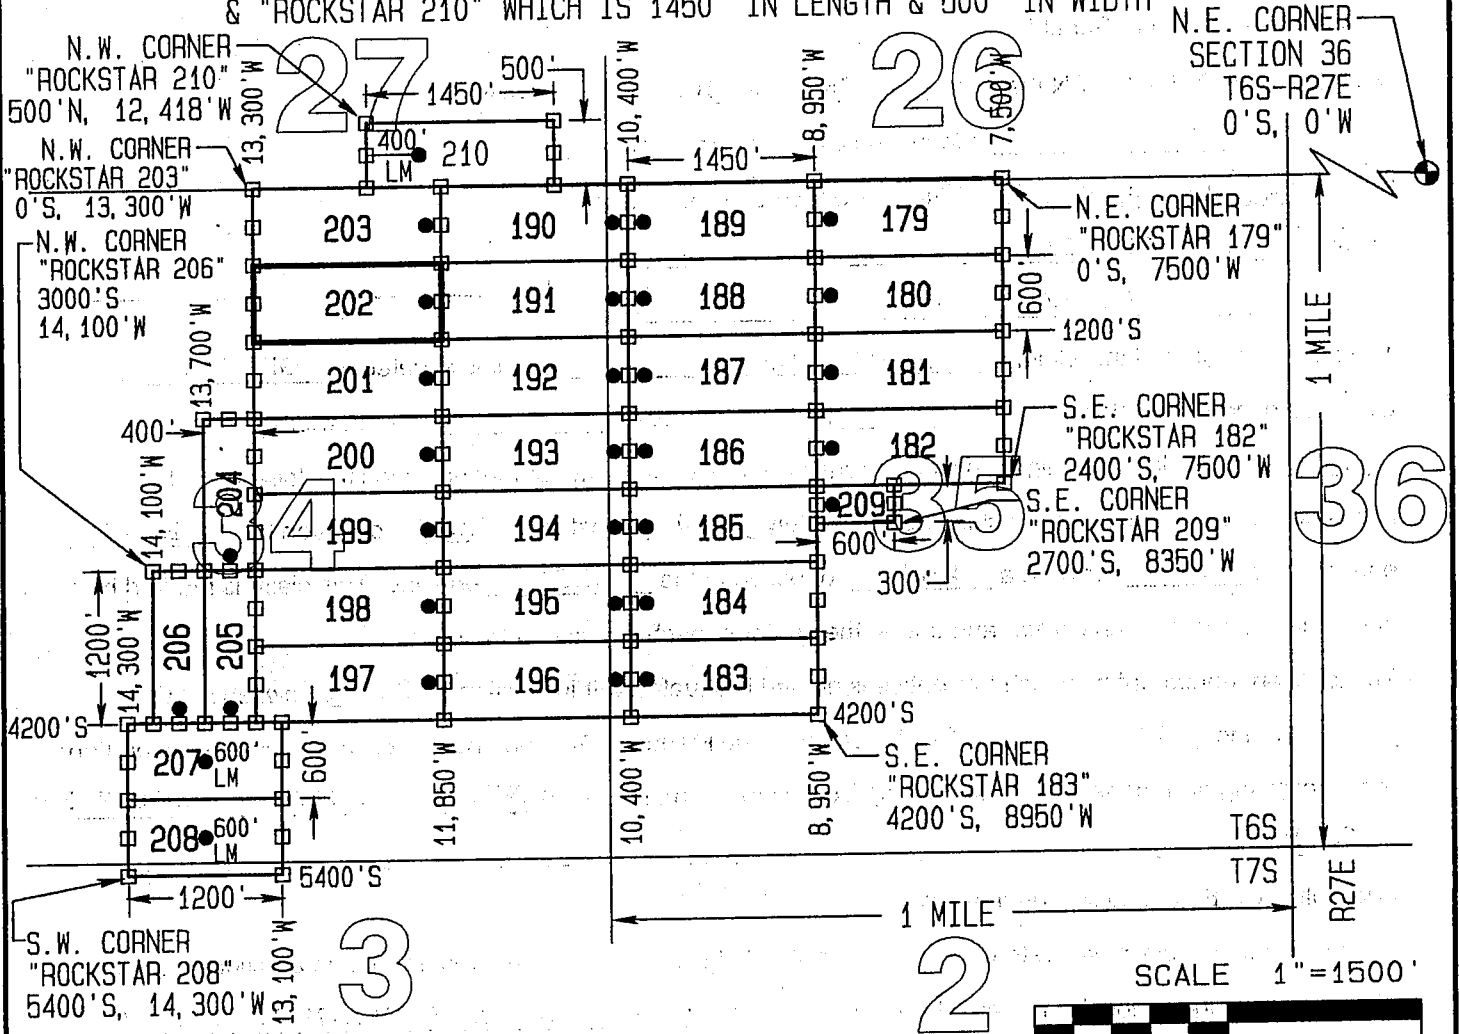 & "ROCKSTAR 210" WHICH IS 1450' IN LENGTH & 500' IN WIDTH
N.W. CORNER
"ROCKSTAR 210"
500'N, 12,418'W
N.W. CORNER
"ROCKSTAR 203"
0'S, 13,300'W
N.W. CORNER
"ROCKSTAR 206"
3000'S
14,100'W
27
26
13,300'W
1450'
500'
10,400'W
8,950'W
7,500'W
N.E. CORNER
SECTION 36
T6S-R27E
0'S, 0'W
400'
LM
210
1450'
203
190
189
179
N.E. CORNER
"ROCKSTAR 179"
0'S, 7500'W
202
191
188
180
600'
1200'S
1 MILE
13,700'W
201
192
187
181
400'
S.E. CORNER
"ROCKSTAR 182"
2400'S, 7500'W
200
193
186
182
14,100'W
204
34
35
36
209
600'
300'
S.E. CORNER
"ROCKSTAR 209"
2700'S, 8350'W
199
194
185
1200'
14,300'W
206
205
198
195
184
197
196
183
4200'S
4200'S
207
600'
LM
600'
11,850'W
10,400'W
8,950'W
S.E. CORNER
"ROCKSTAR 183"
4200'S, 8950'W
208
600'
LM
T6S
T7S
R27E
5400'S
1200'
1 MILE
S.W. CORNER
"ROCKSTAR 208"
5400'S, 14,300'W
13,100'W
3
2
SCALE 1"=1500'